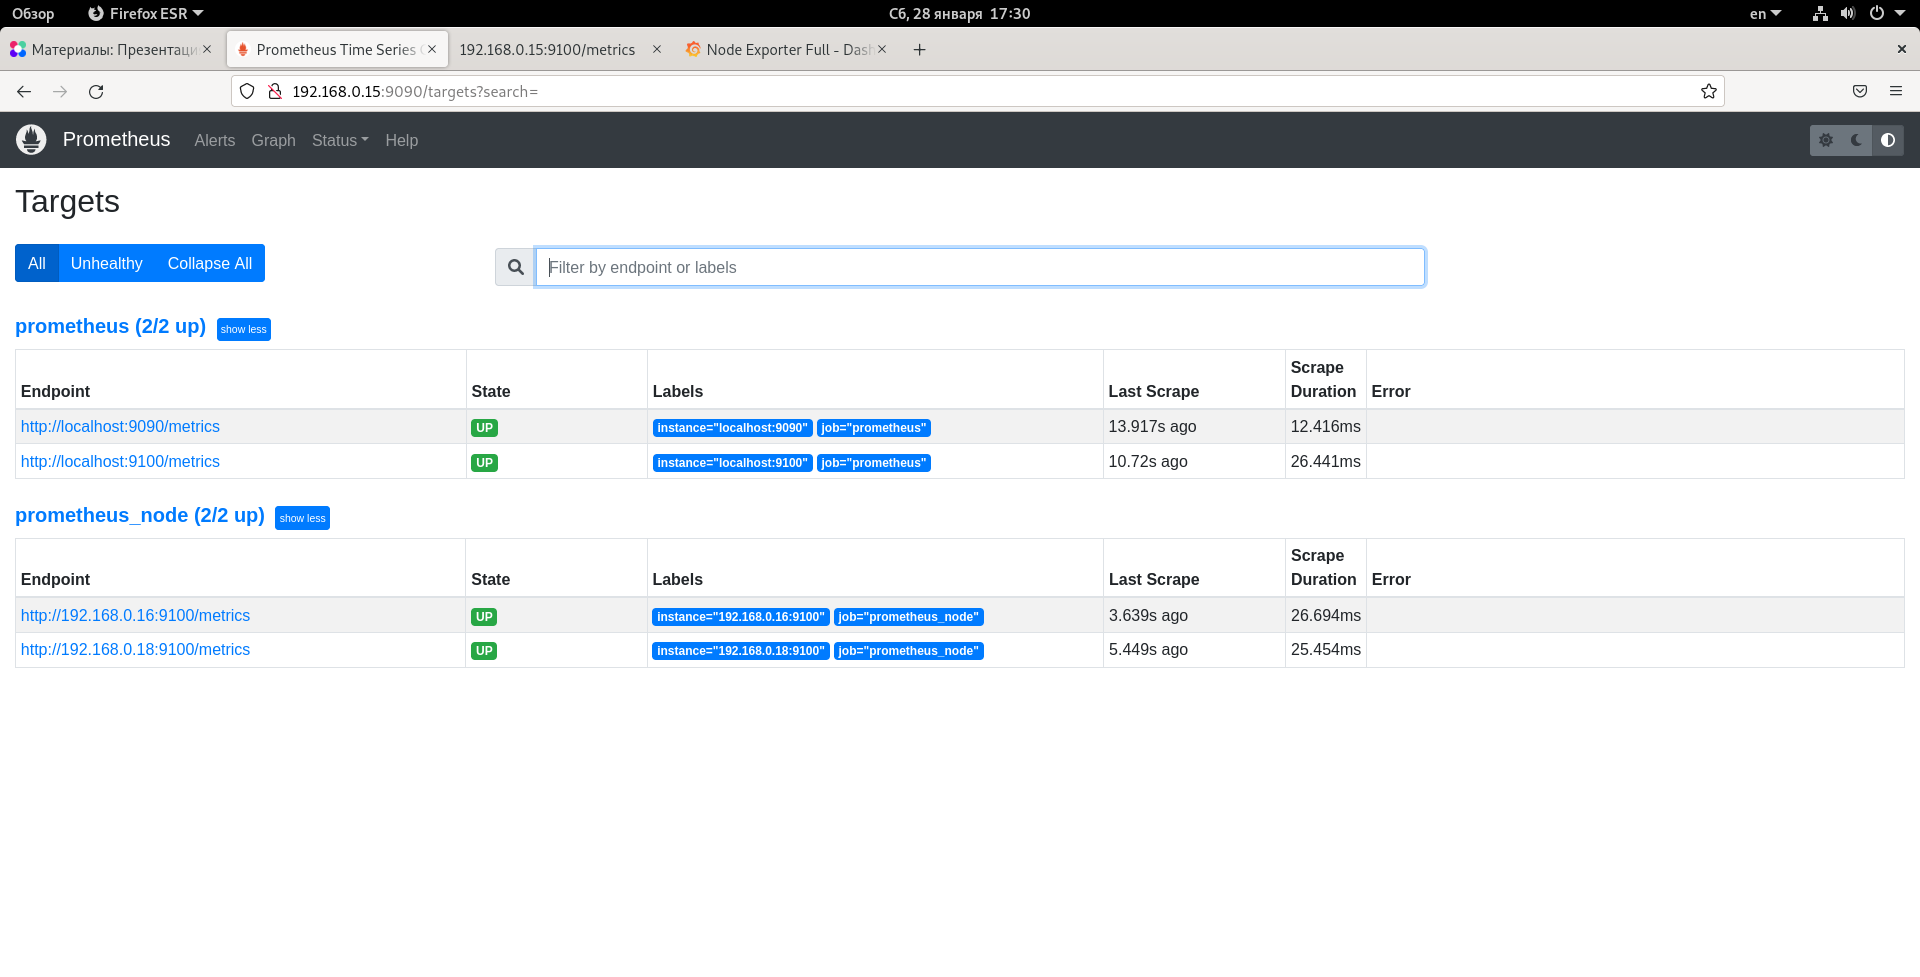 Обзор Firefox ESR Сб, 28 января 17:30 en
Материалы: Презентаци Prometheus Time Series 192.168.0.15:9100/metrics Node Exporter Full - Dash
192.168.0.15:9090/targets?search=
Prometheus Alerts Graph Status Help
Targets
All Unhealthy Collapse All Filter by endpoint or labels
prometheus (2/2 up) show less
Endpoint State Labels Last Scrape Scrape Duration Error
http://localhost:9090/metrics UP instance="localhost:9090" job="prometheus" 13.917s ago 12.416ms
http://localhost:9100/metrics UP instance="localhost:9100" job="prometheus" 10.72s ago 26.441ms
prometheus_node (2/2 up) show less
Endpoint State Labels Last Scrape Scrape Duration Error
http://192.168.0.16:9100/metrics UP instance="192.168.0.16:9100" job="prometheus_node" 3.639s ago 26.694ms
http://192.168.0.18:9100/metrics UP instance="192.168.0.18:9100" job="prometheus_node" 5.449s ago 25.454ms